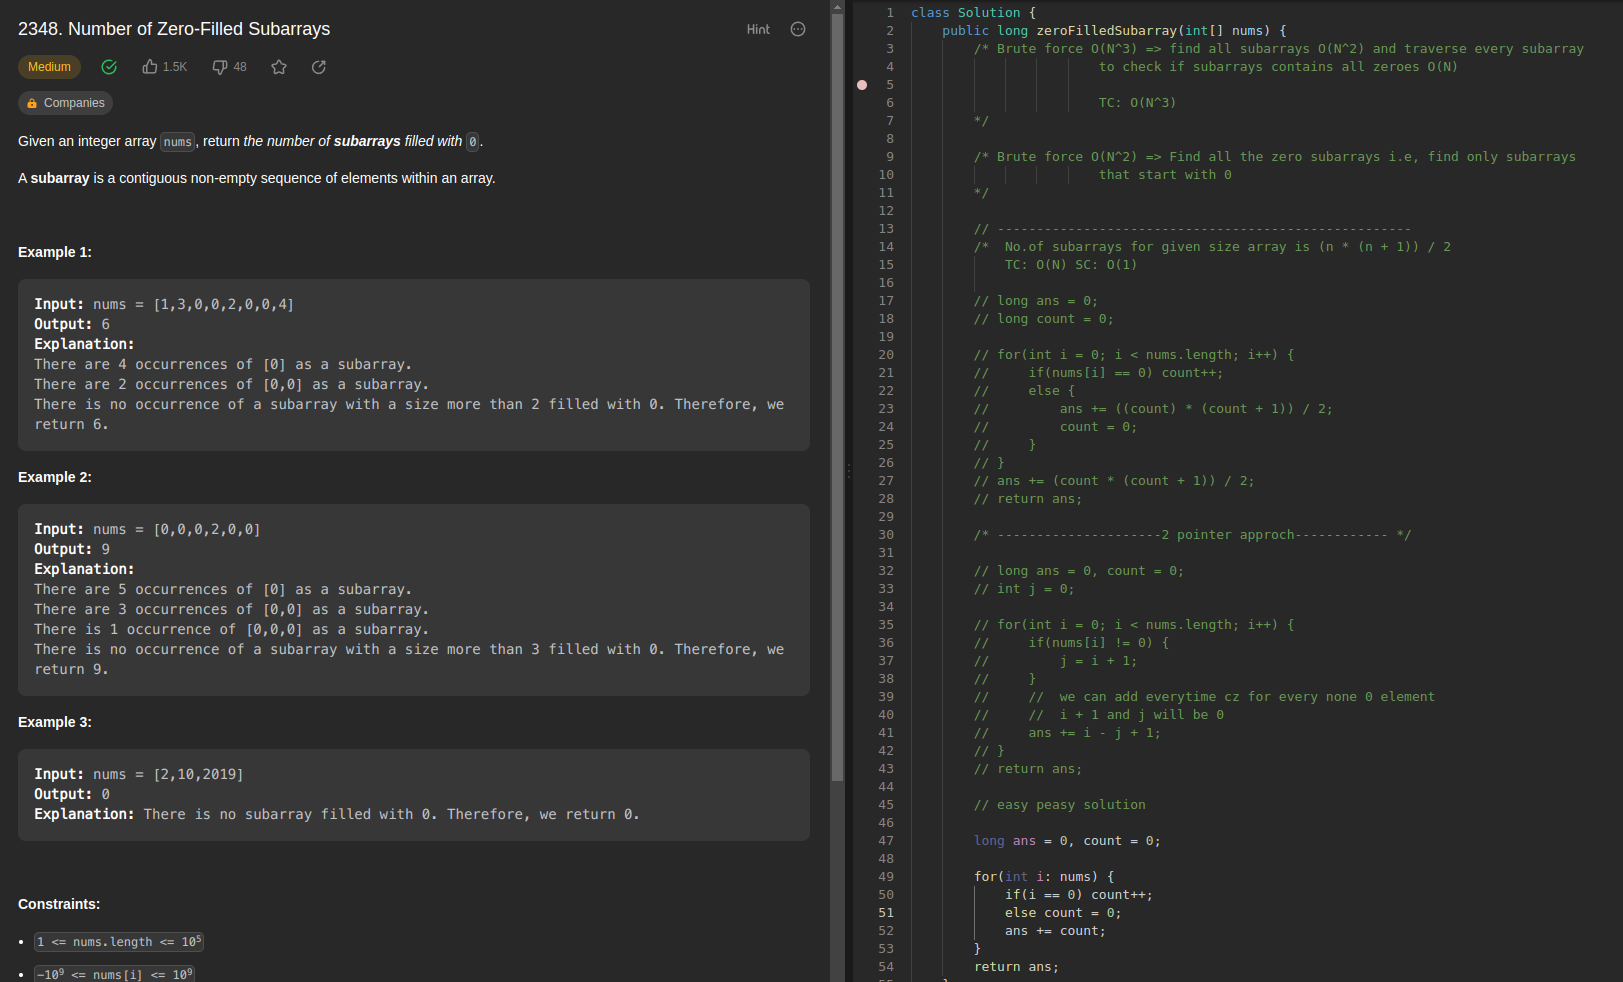 2348. Number of Zero-Filled Subarrays
Hint
Medium
1.5K
48
Companies
Given an integer array nums, return the number of subarrays filled with 0.
A subarray is a contiguous non-empty sequence of elements within an array.
Example 1:
Input: nums = [1,3,0,0,2,0,0,4]
Output: 6
Explanation:
There are 4 occurrences of [0] as a subarray.
There are 2 occurrences of [0,0] as a subarray.
There is no occurrence of a subarray with a size more than 2 filled with 0. Therefore, we
return 6.
Example 2:
Input: nums = [0,0,0,2,0,0]
Output: 9
Explanation:
There are 5 occurrences of [0] as a subarray.
There are 3 occurrences of [0,0] as a subarray.
There is 1 occurrence of [0,0,0] as a subarray.
There is no occurrence of a subarray with a size more than 3 filled with 0. Therefore, we
return 9.
Example 3:
Input: nums = [2,10,2019]
Output: 0
Explanation: There is no subarray filled with 0. Therefore, we return 0.
Constraints:
1 <= nums.length <= 10⁵
-10⁹ <= nums[i] <= 10⁹
1 class Solution {
2 public long zeroFilledSubarray(int[] nums) {
3 /* Brute force O(N^3) => find all subarrays O(N^2) and traverse every subarray
4 to check if subarrays contains all zeroes O(N)
5
6 TC: O(N^3)
7 */
8
9 /* Brute force O(N^2) => Find all the zero subarrays i.e, find only subarrays
10 that start with 0
11 */
12
13 // -----------------------------------------------------
14 /* No.of subarrays for given size array is (n * (n + 1)) / 2
15 TC: O(N) SC: O(1)
16
17 // long ans = 0;
18 // long count = 0;
19
20 // for(int i = 0; i < nums.length; i++) {
21 // if(nums[i] == 0) count++;
22 // else {
23 // ans += ((count) * (count + 1)) / 2;
24 // count = 0;
25 // }
26 // }
27 // ans += (count * (count + 1)) / 2;
28 // return ans;
29
30 /* ---------------------2 pointer approch------------ */
31
32 // long ans = 0, count = 0;
33 // int j = 0;
34
35 // for(int i = 0; i < nums.length; i++) {
36 // if(nums[i] != 0) {
37 // j = i + 1;
38 // }
39 // // we can add everytime cz for every none 0 element
40 // // i + 1 and j will be 0
41 // ans += i - j + 1;
42 // }
43 // return ans;
44
45 // easy peasy solution
46
47 long ans = 0, count = 0;
48
49 for(int i: nums) {
50 if(i == 0) count++;
51 else count = 0;
52 ans += count;
53 }
54 return ans;